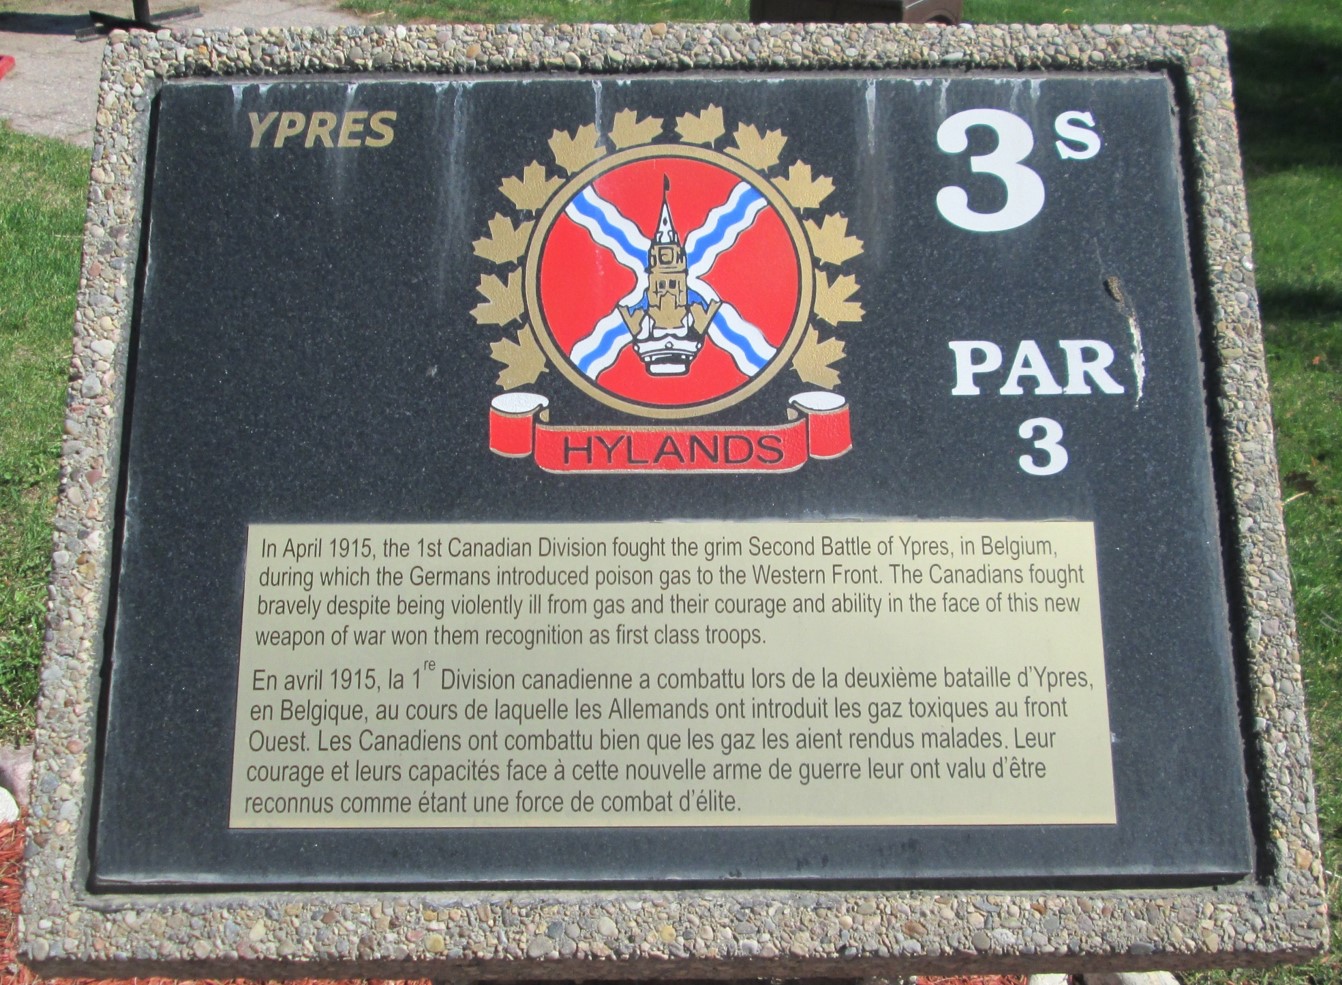 YPRES
3S
PAR
3
HYLANDS
In April 1915, the 1st Canadian Division fought the grim Second Battle of Ypres, in Belgium,
during which the Germans introduced poison gas to the Western Front. The Canadians fought
bravely despite being violently ill from gas and their courage and ability in the face of this new
weapon of war won them recognition as first class troops.
En avril 1915, la 1re Division canadienne a combattu lors de la deuxième bataille d'Ypres,
en Belgique, au cours de laquelle les Allemands ont introduit les gaz toxiques au front
Ouest. Les Canadiens ont combattu bien que les gaz les aient rendus malades. Leur
courage et leurs capacités face à cette nouvelle arme de guerre leur ont valu d'être
reconnus comme étant une force de combat d'élite.